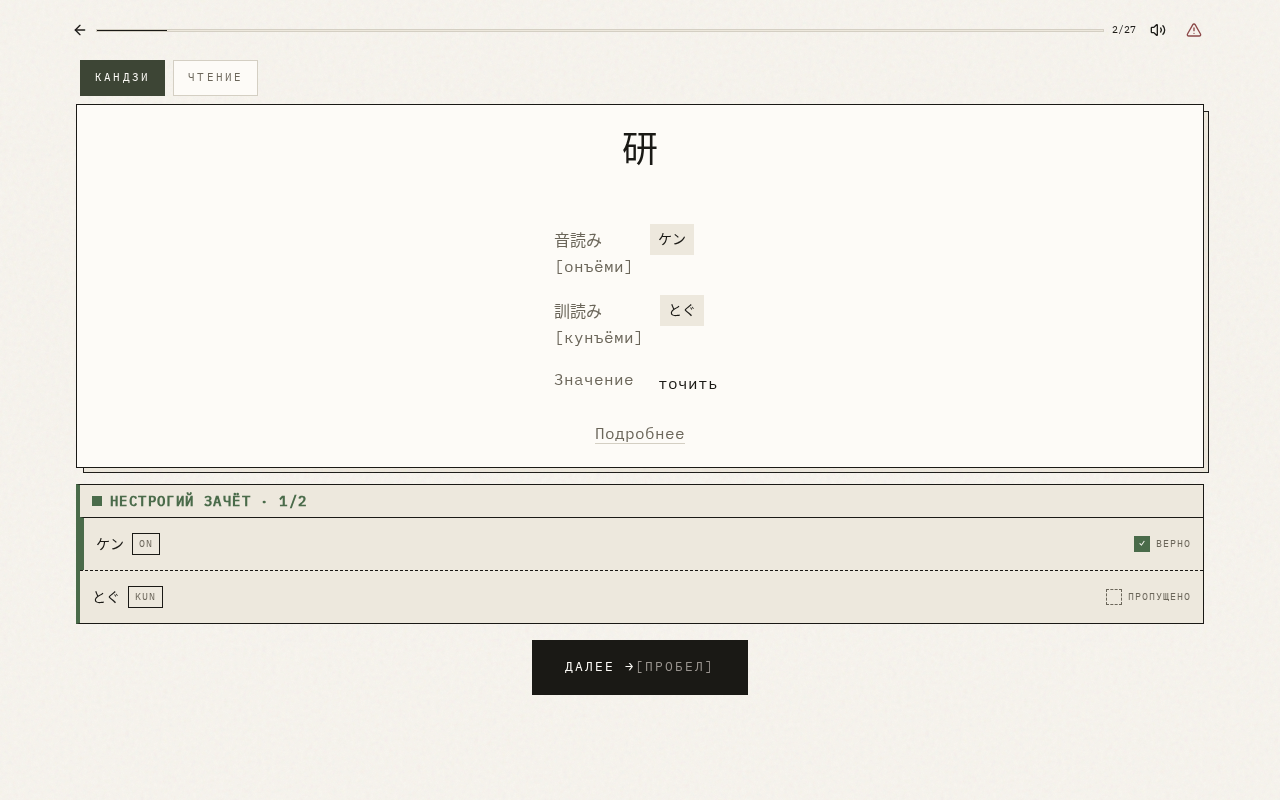 2/27
КАНДЗИ
ЧТЕНИЕ
研
音読み ケン
[онъёми]
訓読み とぐ
[кунъёми]
Значение точить
Подробнее
НЕСТРОГИЙ ЗАЧЁТ · 1/2
ケン ON ВЕРНО
とぐ KUN ПРОПУЩЕНО
ДАЛЕЕ →[ПРОБЕЛ]